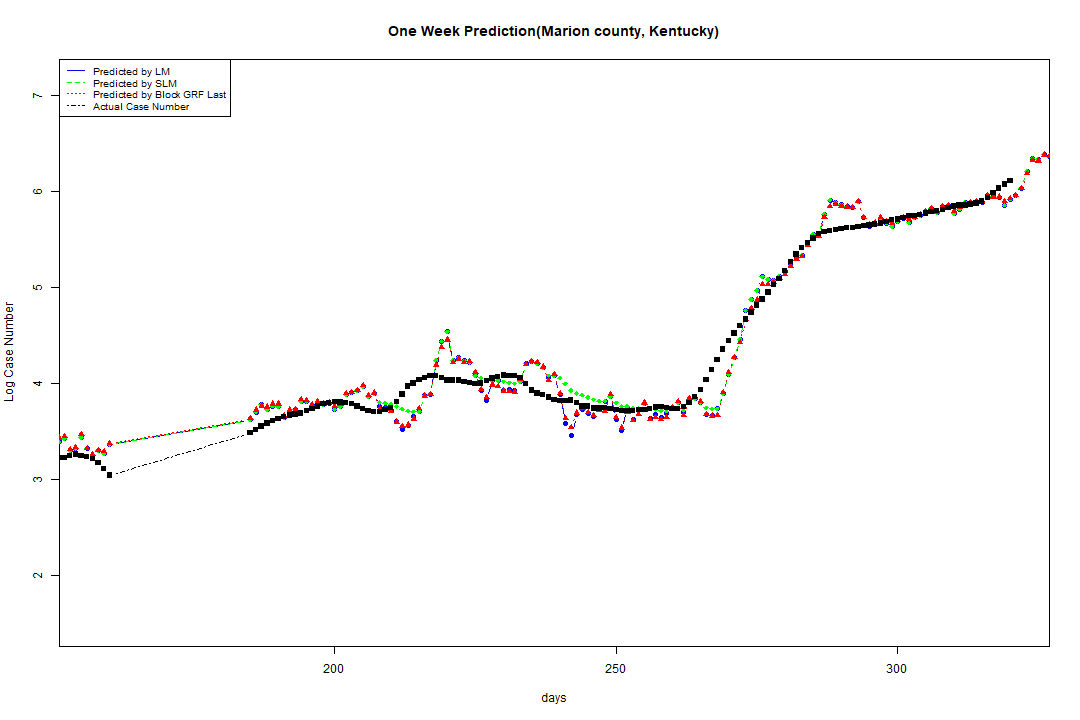 One Week Prediction(Marion county, Kentucky)
Predicted by LM
Predicted by SLM
Predicted by Block GRF Last
Actual Case Number
7
6
5
4
3
2
Log Case Number
200
250
300
days